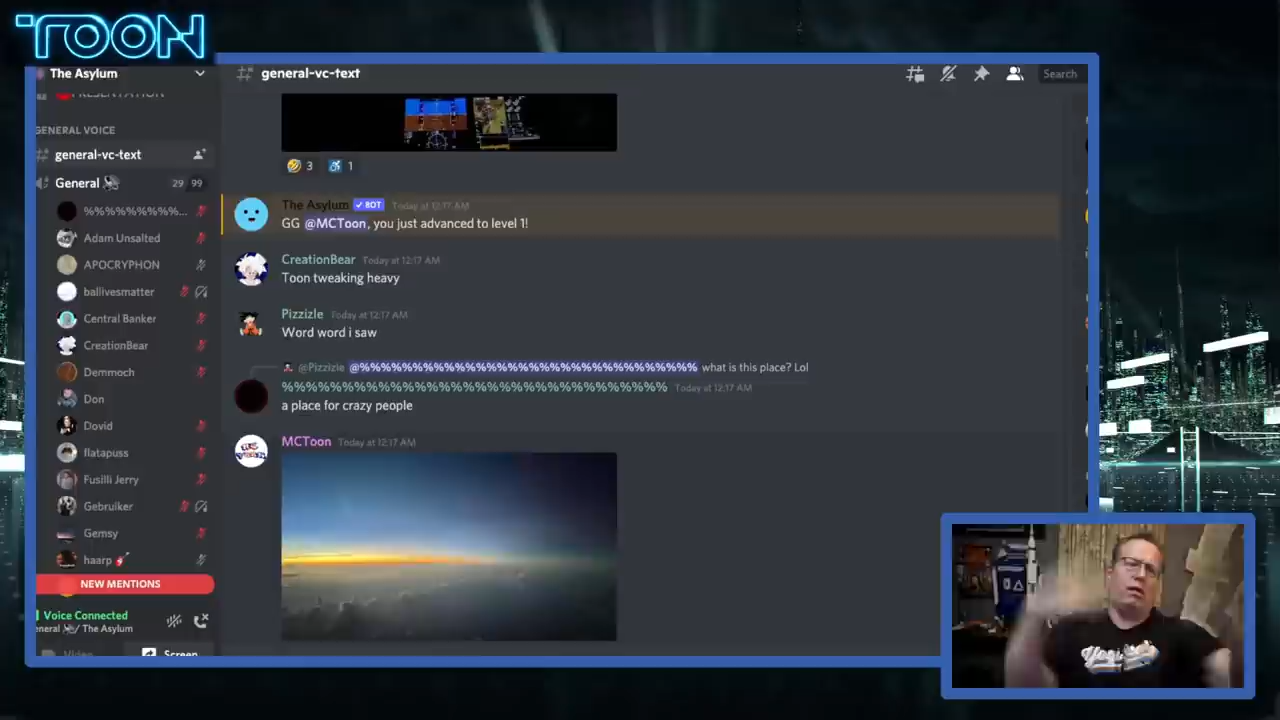 TOON
The Asylum
general-vc-text
Search
PRESENTATION
GENERAL VOICE
general-vc-text
General
29 99
%%%%%%%%%...
Adam Unsalted
APOCRYPHON
ballivesmatter
Central Banker
CreationBear
Demmoch
Don
Dovid
flatapuss
Fusilli Jerry
Gebruiker
Gemsy
haarp
NEW MENTIONS
Voice Connected
eneral / The Asylum
Video
Screen
3
1
The Asylum BOT Today at 12:17 AM
GG @MCToon, you just advanced to level 1!
CreationBear Today at 12:17 AM
Toon tweaking heavy
Pizzizle Today at 12:17 AM
Word word i saw
@Pizzizle @%%%%%%%%%%%%%%%%%%%%%%%%%%%%%%%% what is this place? Lol
%%%%%%%%%%%%%%%%%%%%%%%%%%%%%%%% Today at 12:17 AM
a place for crazy people
MCToon Today at 12:17 AM